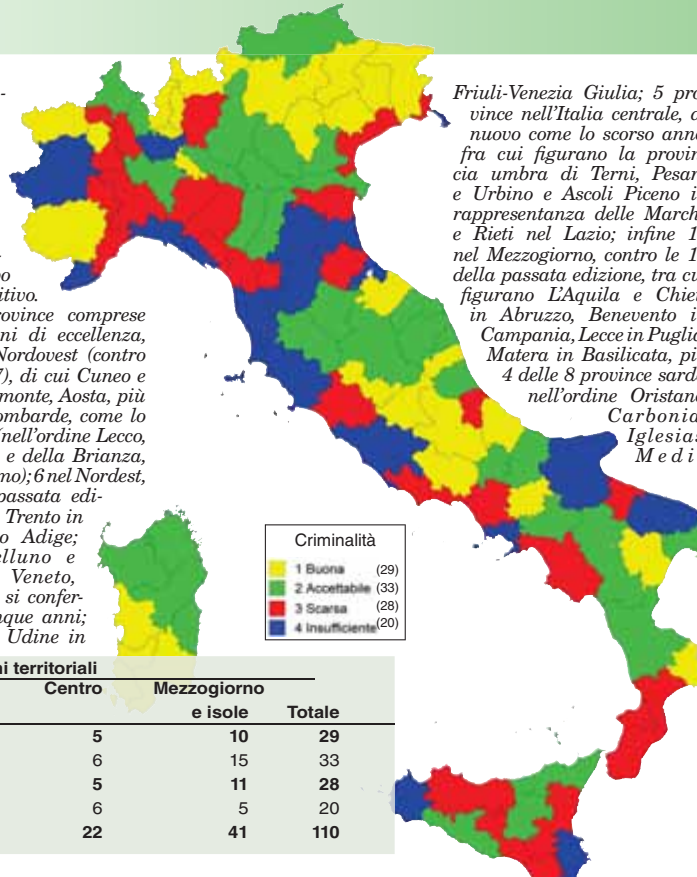 itivo.
ovince comprese
ni di eccellenza,
Nordovest (contro
7), di cui Cuneo e
monte, Aosta, più
ombarde, come lo
(nell'ordine Lecco,
e della Brianza,
mo); 6 nel Nordest,
passata edi-
Trento in
o Adige;
elluno e
Veneto,
si confer-
nque anni;
Udine in
Friuli-Venezia Giulia; 5 pro
vince nell'Italia centrale, d
nuovo come lo scorso anno
fra cui figurano la provin
cia umbra di Terni, Pesar
e Urbino e Ascoli Piceno i
rappresentanza delle March
e Rieti nel Lazio; infine 1
nel Mezzogiorno, contro le 1
della passata edizione, tra cu
figurano L'Aquila e Chiet
in Abruzzo, Benevento i
Campania, Lecce in Puglia
Matera in Basilicata, pi
4 delle 8 province sarde
nell'ordine Oristano
Carbonia
Iglesias
Medi
Criminalità
1 Buona (29)
2 Accettabile (33)
3 Scarsa (28)
4 Insufficiente (20)
ni territoriali
Centro Mezzogiorno
e isole Totale
5 10 29
6 15 33
5 11 28
6 5 20
22 41 110